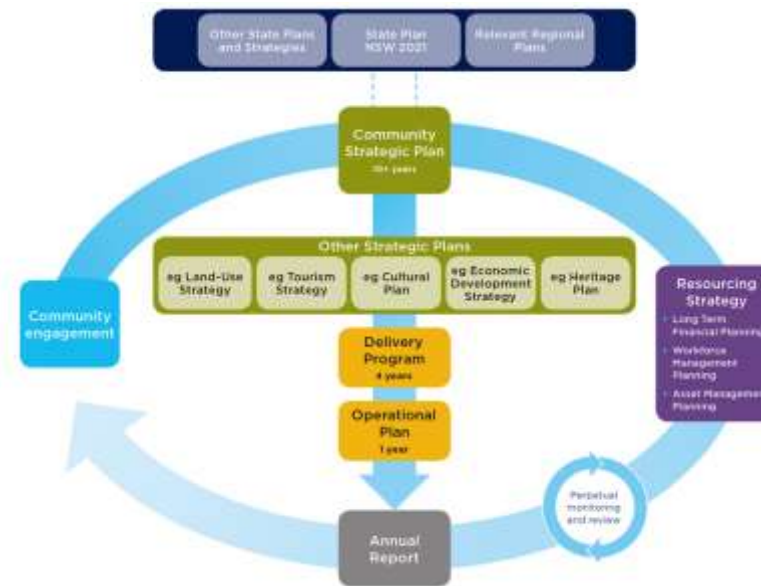 Other State Plans
and Strategies
State Plan
NSW 2021
Relevant Regional
Plans
Community
Strategic Plan
10+ years
Other Strategic Plans
eg Land-Use
Strategy
eg Tourism
Strategy
eg Cultural
Plan
eg Economic
Development
Strategy
eg Heritage
Plan
Community
engagement
Resourcing
Strategy
Long Term
Financial Planning
Workforce
Management
Planning
Asset Management
Planning
Delivery
Program
4 years
Operational
Plan
1 year
Perpetual
monitoring
and review
Annual
Report